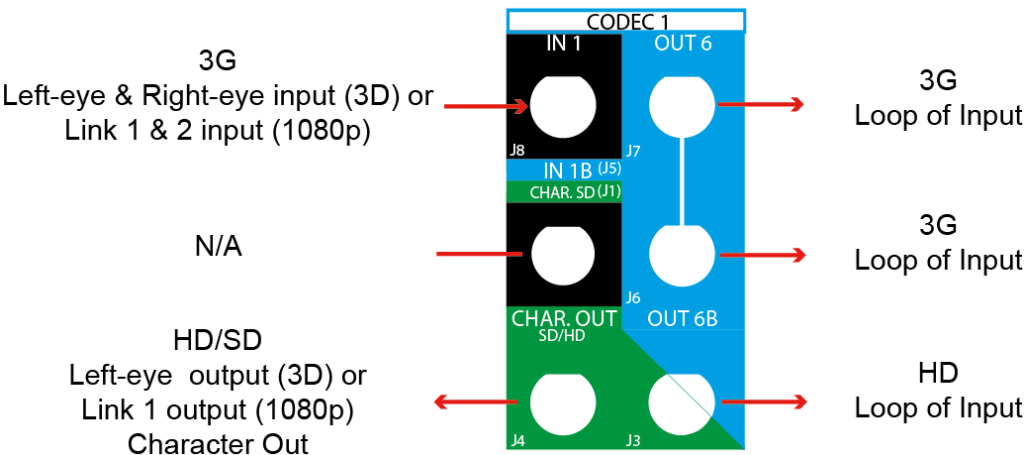 CODEC 1
IN 1
OUT 6
3G
Left-eye & Right-eye input (3D) or
Link 1 & 2 input (1080p)
3G
Loop of Input
J8
J7
IN 1B (J5)
CHAR. SD (J1)
N/A
3G
Loop of Input
J6
CHAR. OUT
SD/HD
OUT 6B
HD/SD
Left-eye output (3D) or
Link 1 output (1080p)
Character Out
HD
Loop of Input
J4
J3